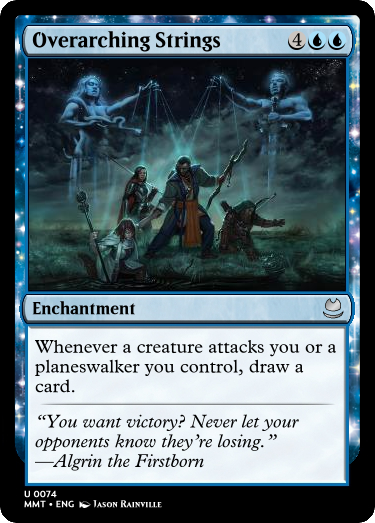 Overarching Strings 4
Enchantment
Whenever a creature attacks you or a
planeswalker you control, draw a
card.
“You want victory? Never let your
opponents know they’re losing.”
—Algrin the Firstborn
U 0074
MMT • ENG Jason Rainville